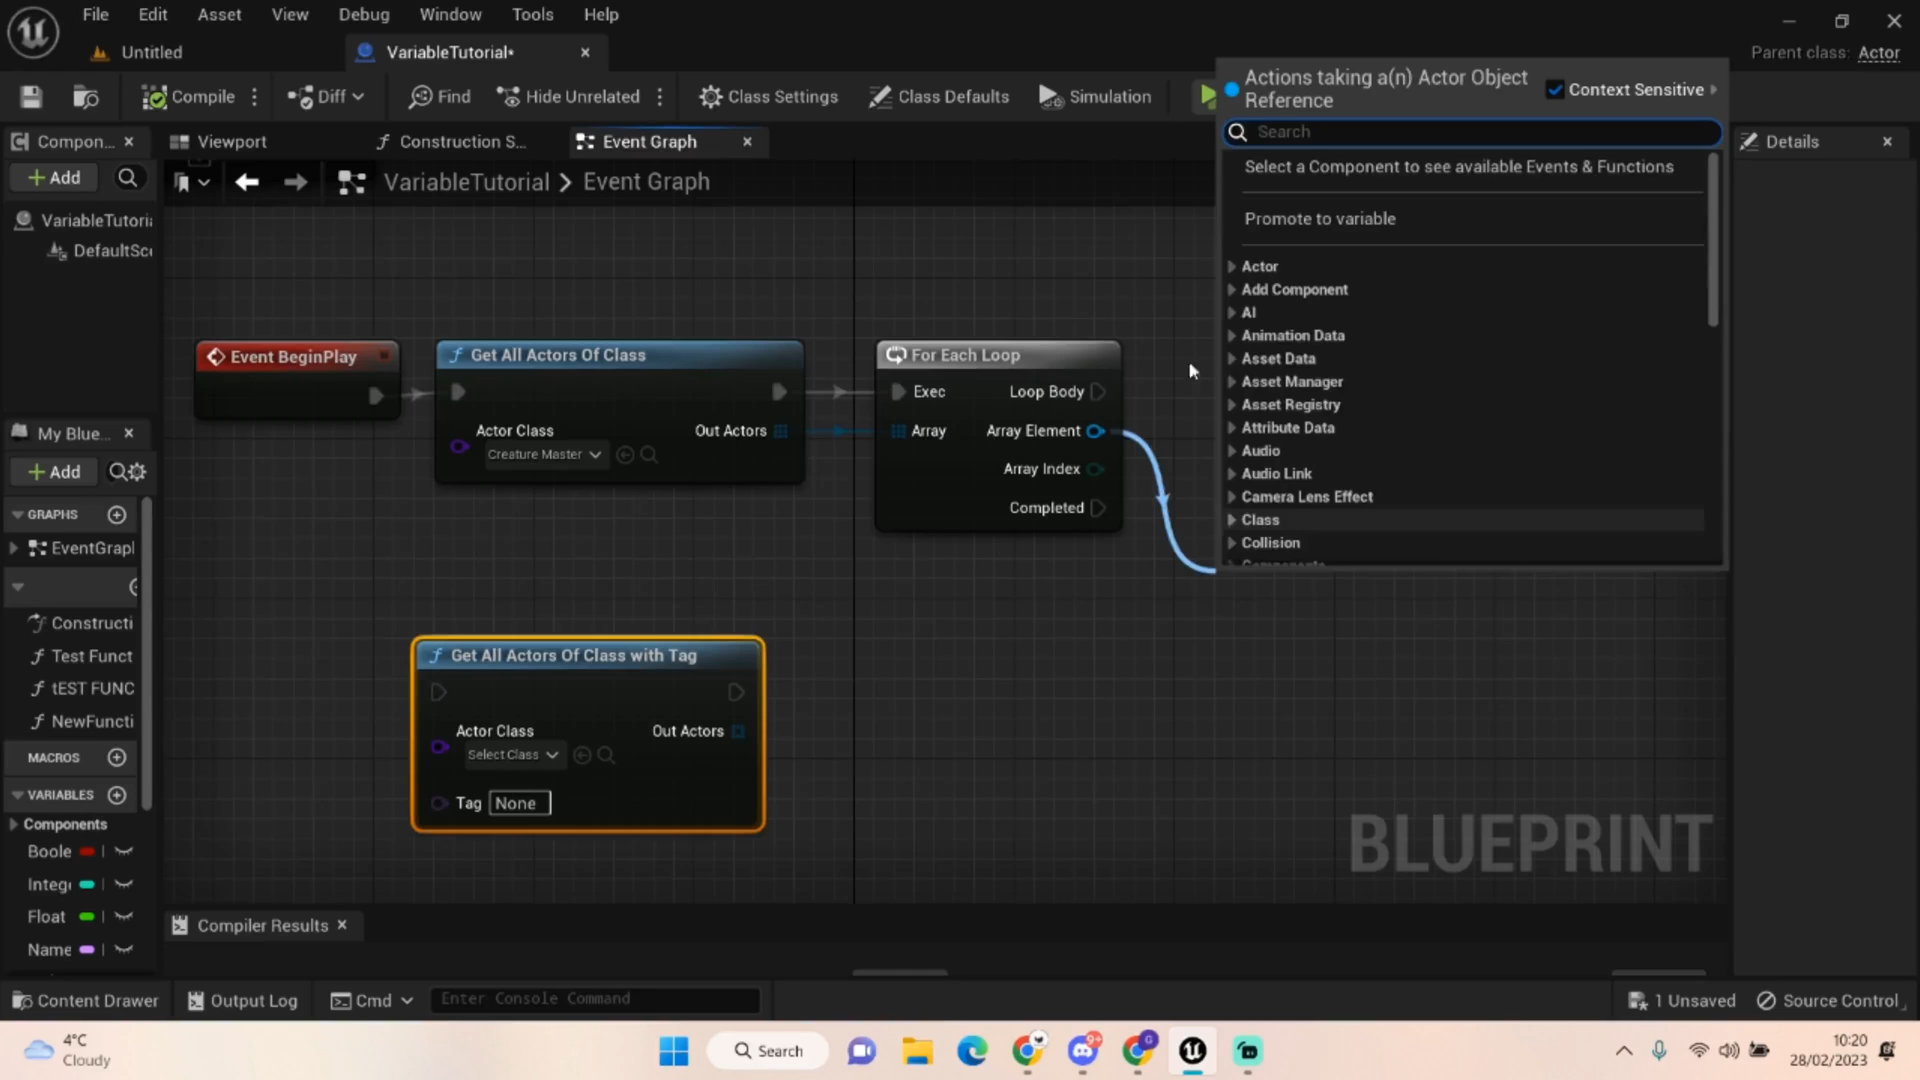 File Edit Asset View Debug Window Tools Help
Untitled
VariableTutorial*
Parent class: Actor
Compile
Diff
Find
Hide Unrelated
Class Settings
Class Defaults
Simulation
Compon...
Viewport
Construction S...
Event Graph
Details
Add
VariableTutorial > Event Graph
VariableTutoria
DefaultSc
Actions taking a(n) Actor Object
Reference
Context Sensitive
Search
Select a Component to see available Events & Functions
Promote to variable
Actor
Add Component
AI
Animation Data
Asset Data
Asset Manager
Asset Registry
Attribute Data
Audio
Audio Link
Camera Lens Effect
Class
Collision
Event BeginPlay
Get All Actors Of Class
Actor Class
Out Actors
Creature Master
For Each Loop
Exec
Loop Body
Array
Array Element
Array Index
Completed
Get All Actors Of Class with Tag
Actor Class
Out Actors
Select Class
Tag None
My Blue...
Add
GRAPHS
EventGraph
Constructi
Test Funct
tEST FUNC
NewFuncti
MACROS
VARIABLES
Components
Boole
Integ
Float
Name
BLUEPRINT
Compiler Results
Content Drawer
Output Log
Cmd
Enter Console Command
1 Unsaved
Source Control
4°C
Cloudy
Search
9+
G
10:20
28/02/2023